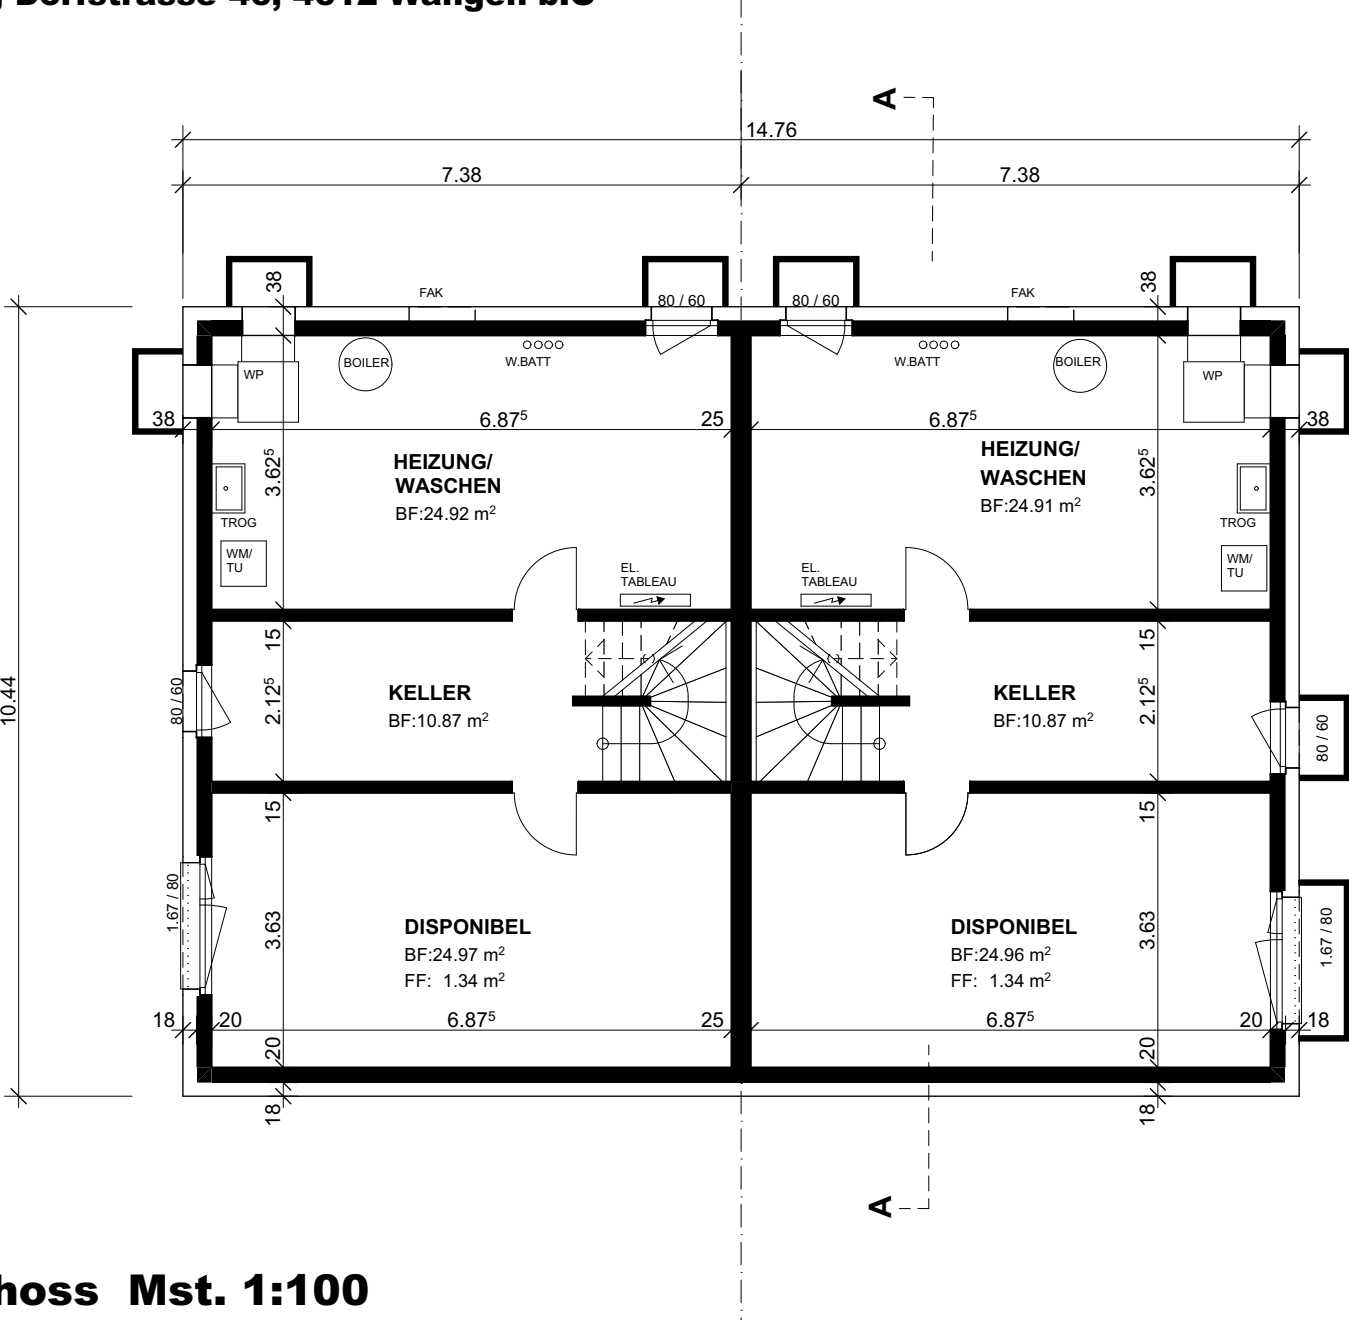 Dorfstrasse 46, 4612 Wangen b.O
A
14.76
7.38 7.38
38 FAK 80 / 60 80 / 60 FAK 38
BOILER W.BATT W.BATT BOILER
WP WP
38 6.87⁵ 25 6.87⁵ 38
HEIZUNG/
WASCHEN
BF:24.92 m²
HEIZUNG/
WASCHEN
BF:24.91 m²
3.62⁵ 3.62⁵
TROG TROG
WM/
TU
WM/
TU
EL.
TABLEAU
EL.
TABLEAU
15 15
10.44
80 / 60 2.12⁵
KELLER
BF:10.87 m²
KELLER
BF:10.87 m²
2.12⁵ 80 / 60
15 15
1.67 / 80 3.63
DISPONIBEL
BF:24.97 m²
FF: 1.34 m²
DISPONIBEL
BF:24.96 m²
FF: 1.34 m²
3.63 1.67 / 80
18 20 6.87⁵ 25 6.87⁵ 20 18
20 20
18 18
A
hoss Mst. 1:100